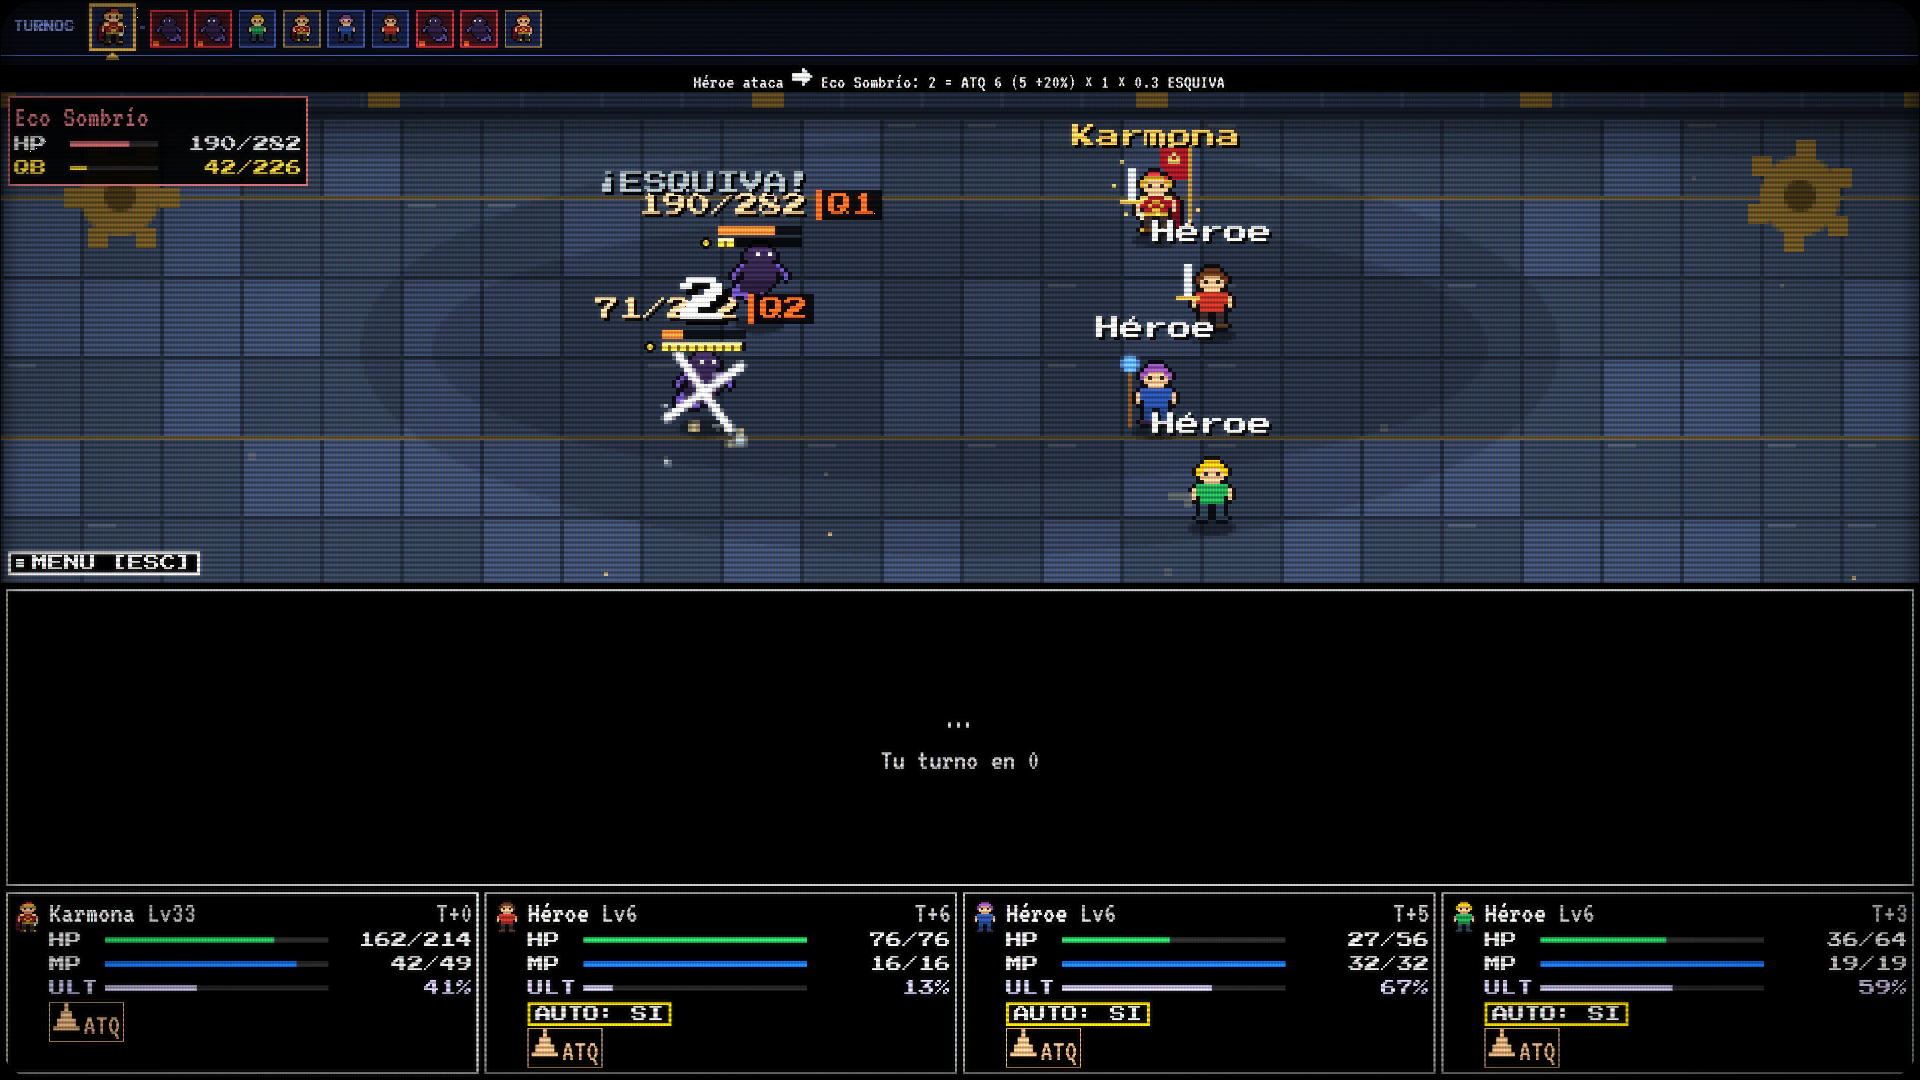 TURNOS
Héroe ataca Eco Sombrío: 2 = ATQ 6 (5 +20%) X 1 X 0.3 ESQUIVA
Eco Sombrío
HP 190/282
QB 42/226
Karmona
¡ESQUIVA!
190/282 Q1
Héroe
2
Q2
Héroe
Héroe
≡ MENU [ESC]
...
Tu turno en 0
Karmona Lv33 T+0
HP 162/214
MP 42/49
ULT 41%
ATQ
Héroe Lv6 T+6
HP 76/76
MP 16/16
ULT 13%
AUTO: SI
ATQ
Héroe Lv6 T+5
HP 27/56
MP 32/32
ULT 67%
AUTO: SI
ATQ
Héroe Lv6 T+3
HP 36/64
MP 19/19
ULT 59%
AUTO: SI
ATQ